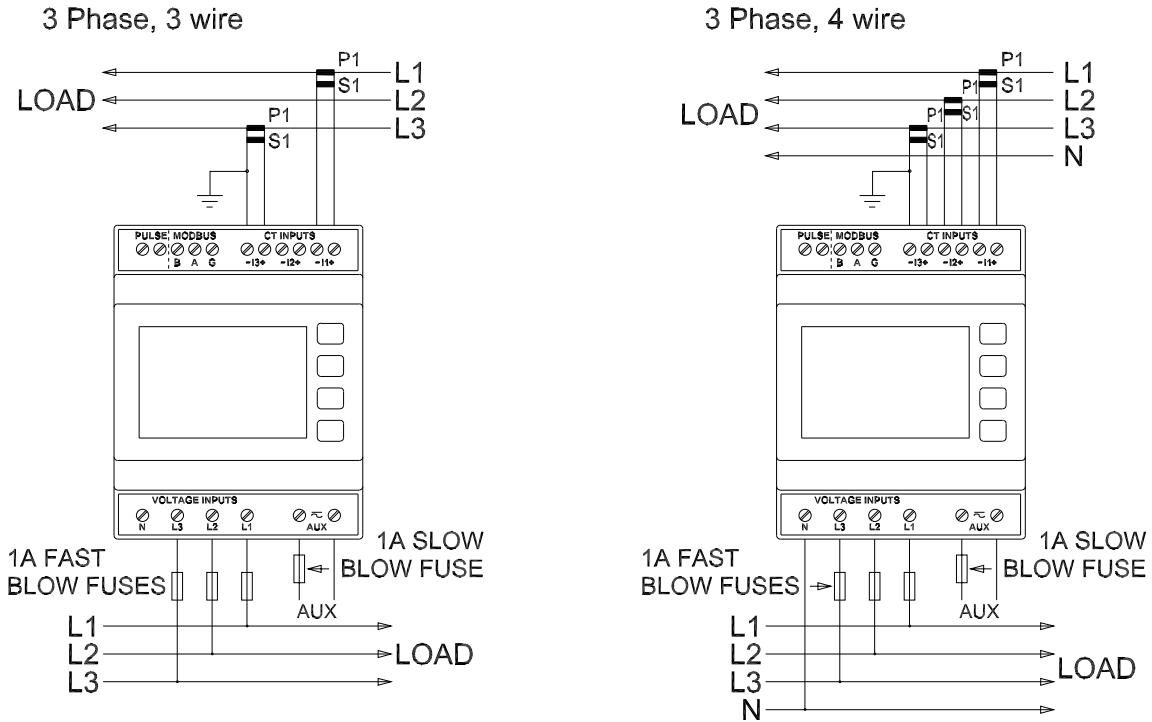 3 Phase, 3 wire
P1
L1
S1
LOAD
L2
P1
L3
S1
PULSE MODBUS CT INPUTS
B A G -I3+ -I2+ -I1+
VOLTAGE INPUTS
N L3 L2 L1 AUX
1A FAST
BLOW FUSES
1A SLOW
BLOW FUSE
AUX
L1
L2
LOAD
L3
3 Phase, 4 wire
P1
L1
S1
P1
L2
LOAD
S1
P1
L3
S1
N
PULSE MODBUS CT INPUTS
B A G -I3+ -I2+ -I1+
VOLTAGE INPUTS
N L3 L2 L1 AUX
1A FAST
BLOW FUSES
1A SLOW
BLOW FUSE
AUX
L1
L2
LOAD
L3
N